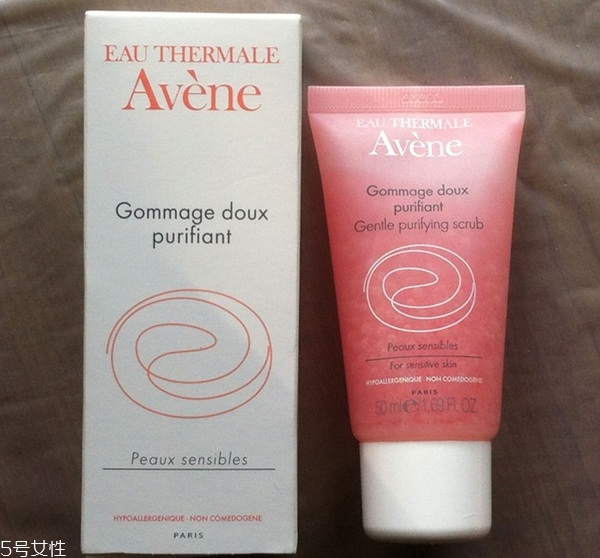 EAU THERMALE
Avène
Gommage doux
purifiant
Peaux sensibles
HYPOALLERGENIQUE - NON COMEDOGENE
PARIS
EAU THERMALE
Avène
Gommage doux
purifiant
Gentle purifying scrub
Peaux sensibles
For sensitive skin
HYPOALLERGENIQUE - NON COMEDOGENE
PARIS
50 ml e/1.69 FL. OZ.
5号女性